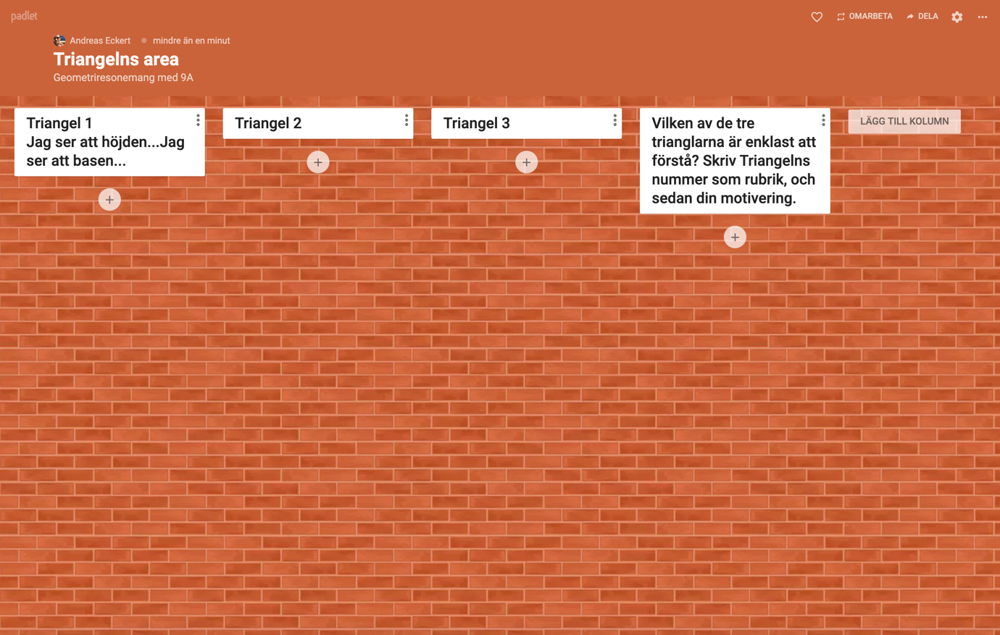 padlet
OMARBETA
DELA
Andreas Eckert
mindre än en minut
Triangelns area
Geometriresonemang med 9A
Triangel 1
Jag ser att höjden...Jag
ser att basen...
Triangel 2
Triangel 3
Vilken av de tre
trianglarna är enklast att
förstå? Skriv Triangelns
nummer som rubrik, och
sedan din motivering.
LÄGG TILL KOLUMN